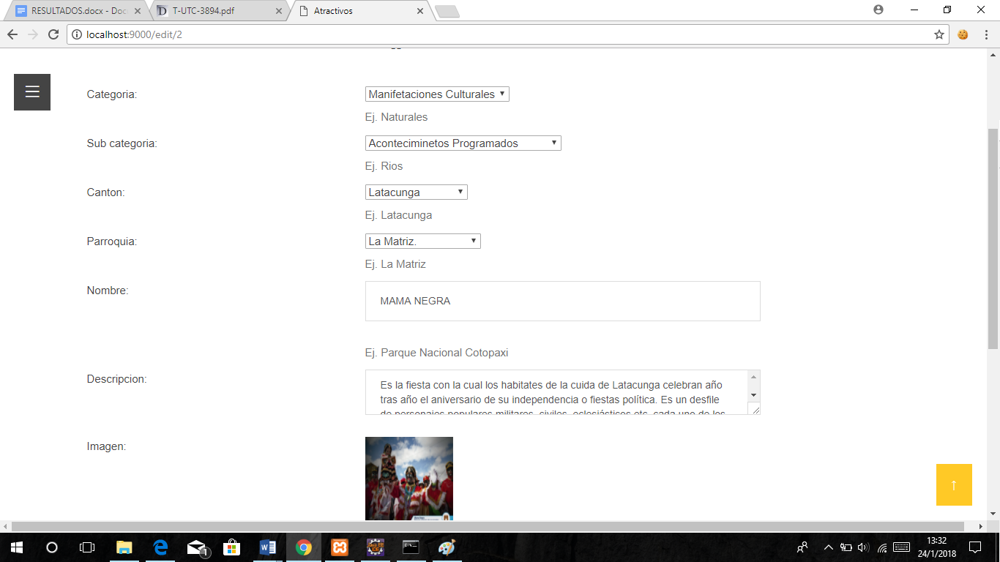 RESULTADOS.docx - Doc
T-UTC-3894.pdf
Atractivos
localhost:9000/edit/2
Categoria:
Manifetaciones Culturales
Ej. Naturales
Sub categoria:
Aconteciminetos Programados
Ej. Rios
Canton:
Latacunga
Ej. Latacunga
Parroquia:
La Matriz.
Ej. La Matriz
Nombre:
MAMA NEGRA
Ej. Parque Nacional Cotopaxi
Descripcion:
Es la fiesta con la cual los habitates de la cuida de Latacunga celebran año
tras año el aniversario de su independencia o fiestas política. Es un desfile
de personajes populares militares, civiles, eclesiásticos etc. cada uno de los
Imagen:
↑
1
13:32
24/1/2018